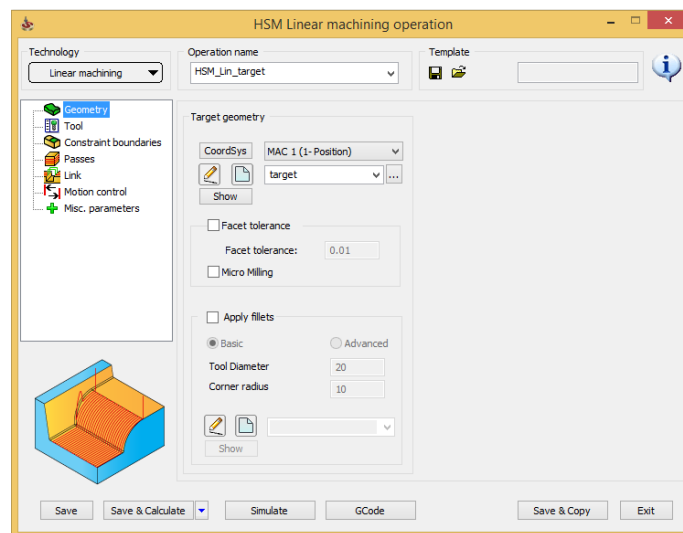 HSM Linear machining operation
Technology
Operation name
Template
Linear machining
HSM_Lin_target
Geometry
Tool
Constraint boundaries
Passes
Link
Motion control
Misc. parameters
Target geometry
CoordSys
MAC 1 (1- Position)
target
...
Show
Facet tolerance
Facet tolerance:
0.01
Micro Milling
Apply fillets
Basic
Advanced
Tool Diameter
20
Corner radius
10
Show
Save
Save & Calculate
Simulate
GCode
Save & Copy
Exit